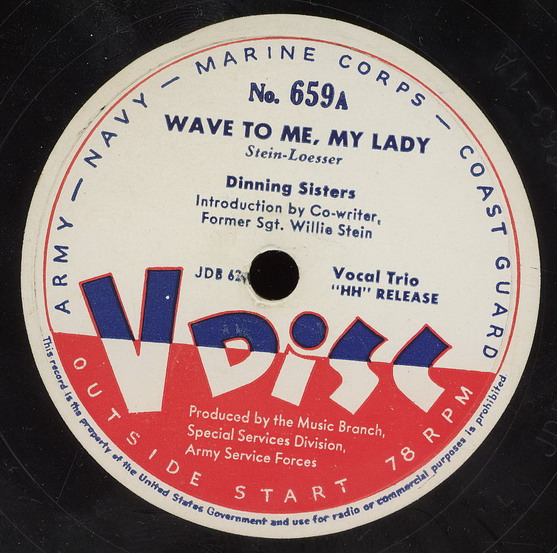 ARMY — NAVY — MARINE CORPS — COAST GUARD
No. 659A
WAVE TO ME, MY LADY
Stein-Loesser
Dinning Sisters
Introduction by Co-writer,
Former Sgt. Willie Stein
JDB
Vocal Trio
"HH" RELEASE
V DISC
Produced by the Music Branch,
Special Services Division,
Army Service Forces
OUTSIDE START 78 RPM
This record is the property of the United States Government and use for radio or commercial purposes is prohibited